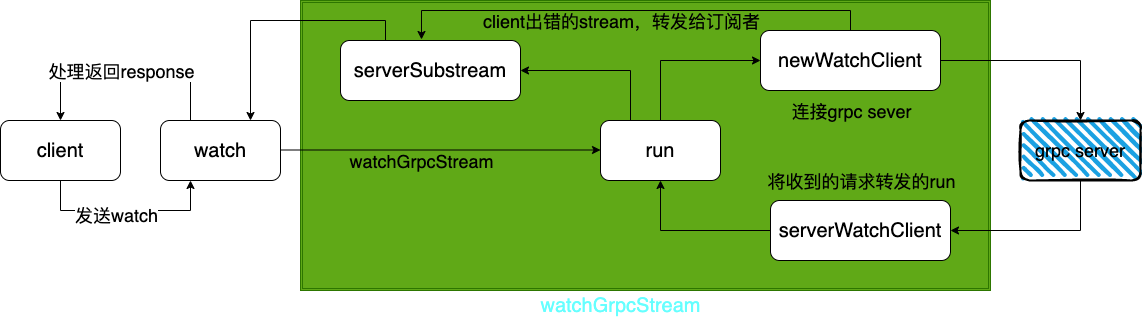 client出错的stream，转发给订阅者
serverSubstream
newWatchClient
处理返回response
连接grpc sever
client
watch
run
grpc server
watchGrpcStream
将收到的请求转发的run
发送watch
serverWatchClient
watchGrpcStream